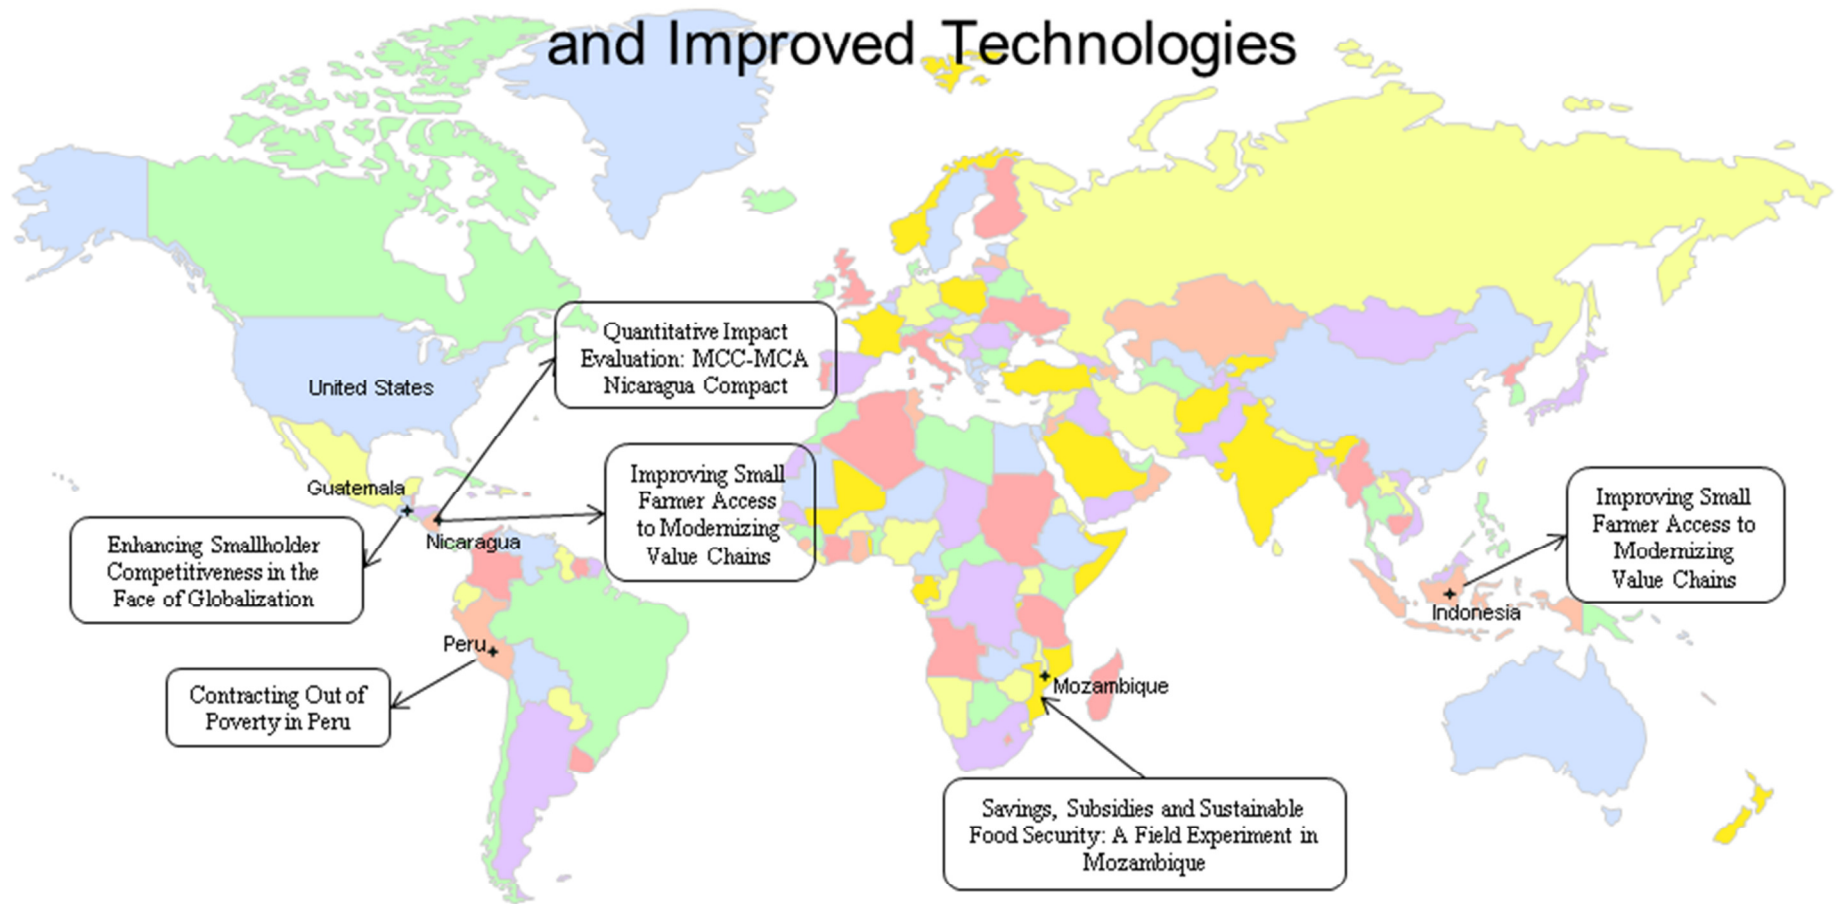 and Improved Technologies
Quantitative Impact
Evaluation: MCC-MCA
Nicaragua Compact
United States
Improving Small
Farmer Access
to Modernizing
Value Chains
Guatemala
Nicaragua
Enhancing Smallholder
Competitiveness in the
Face of Globalization
Improving Small
Farmer Access to
Modernizing
Value Chains
Indonesia
Peru
Contracting Out of
Poverty in Peru
Mozambique
Savings, Subsidies and Sustainable
Food Security: A Field Experiment in
Mozambique